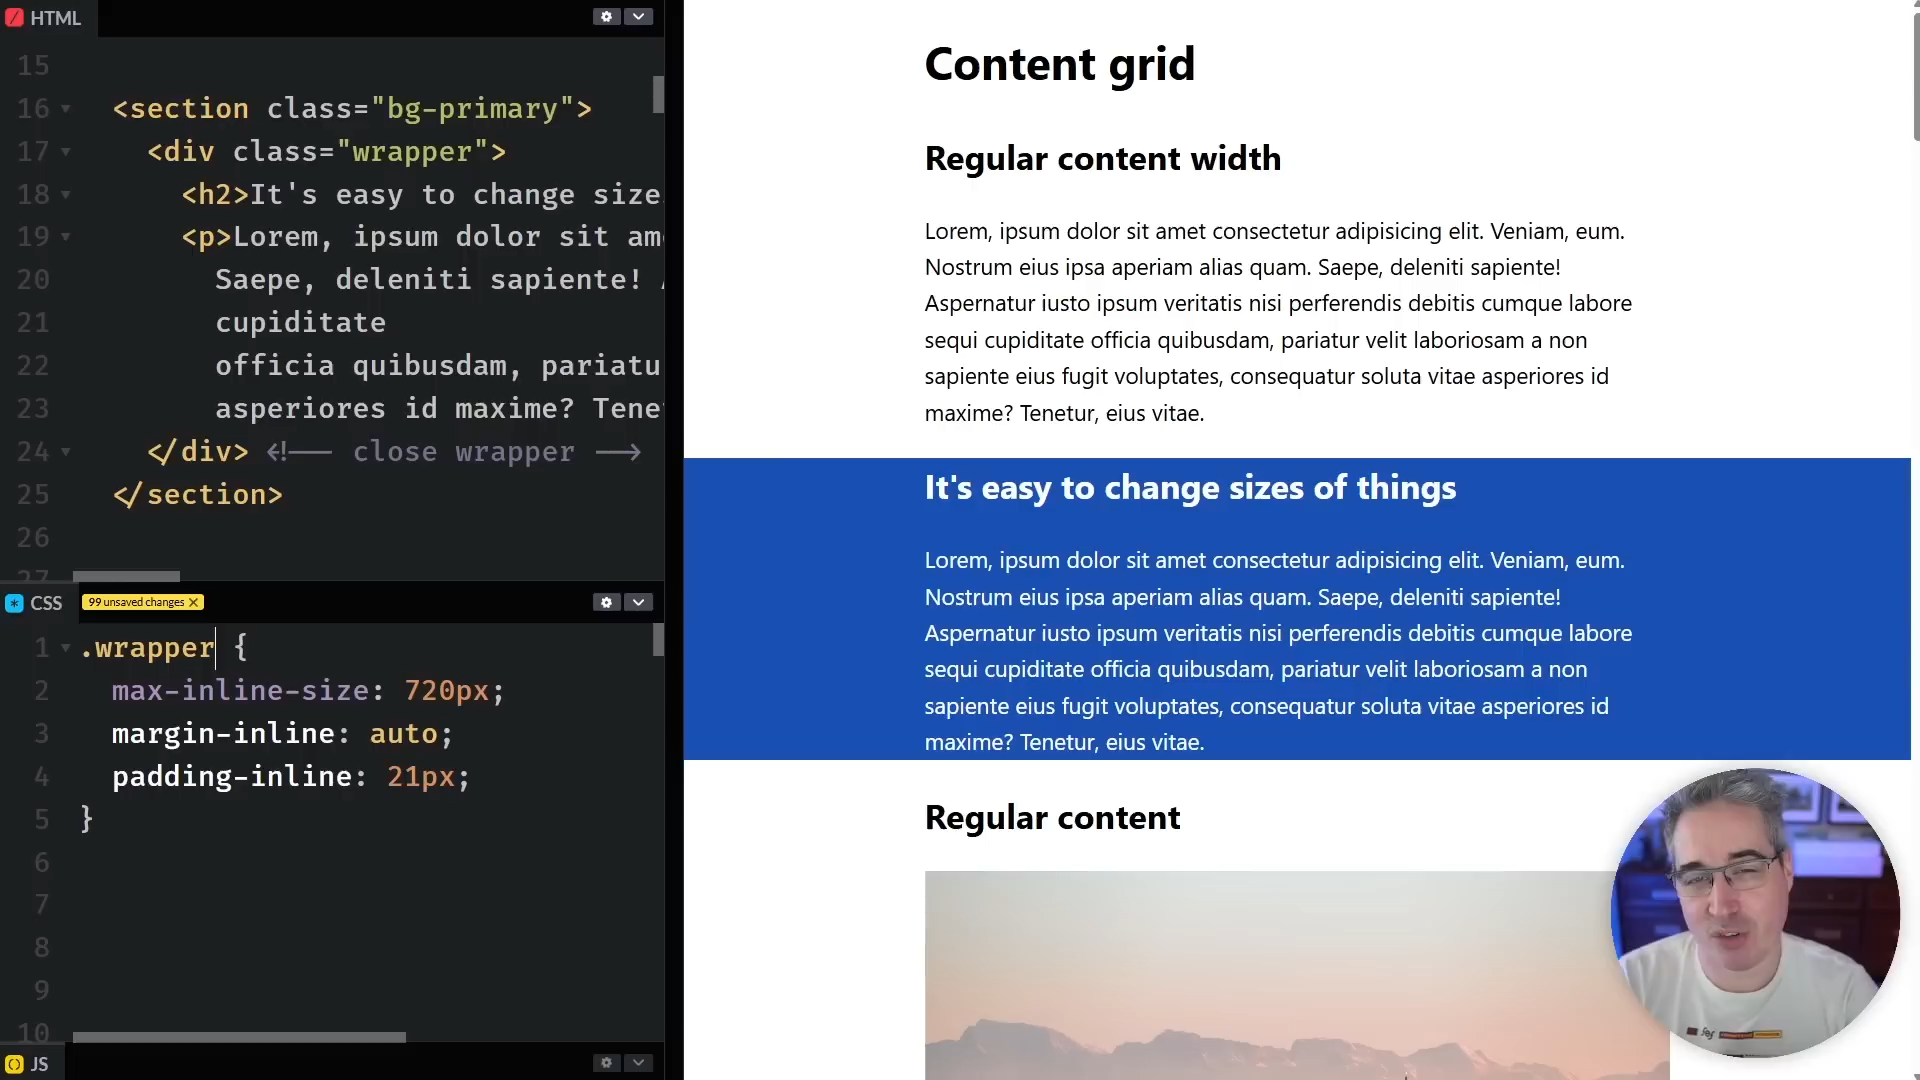 HTML
15
16 <section class="bg-primary">
17 <div class="wrapper">
18 <h2>It's easy to change size
19 <p>Lorem, ipsum dolor sit am
20 Saepe, deleniti sapiente!
21 cupiditate
22 officia quibusdam, pariatu
23 asperiores id maxime? Tene
24 </div> <!-- close wrapper -->
25 </section>
26
27
CSS 99 unsaved changes X
1 .wrapper {
2 max-inline-size: 720px;
3 margin-inline: auto;
4 padding-inline: 21px;
5 }
6
7
8
9
10
JS
Content grid
Regular content width
Lorem, ipsum dolor sit amet consectetur adipisicing elit. Veniam, eum.
Nostrum eius ipsa aperiam alias quam. Saepe, deleniti sapiente!
Aspernatur iusto ipsum veritatis nisi perferendis debitis cumque labore
sequi cupiditate officia quibusdam, pariatur velit laboriosam a non
sapiente eius fugit voluptates, consequatur soluta vitae asperiores id
maxime? Tenetur, eius vitae.
It's easy to change sizes of things
Lorem, ipsum dolor sit amet consectetur adipisicing elit. Veniam, eum.
Nostrum eius ipsa aperiam alias quam. Saepe, deleniti sapiente!
Aspernatur iusto ipsum veritatis nisi perferendis debitis cumque labore
sequi cupiditate officia quibusdam, pariatur velit laboriosam a non
sapiente eius fugit voluptates, consequatur soluta vitae asperiores id
maxime? Tenetur, eius vitae.
Regular content